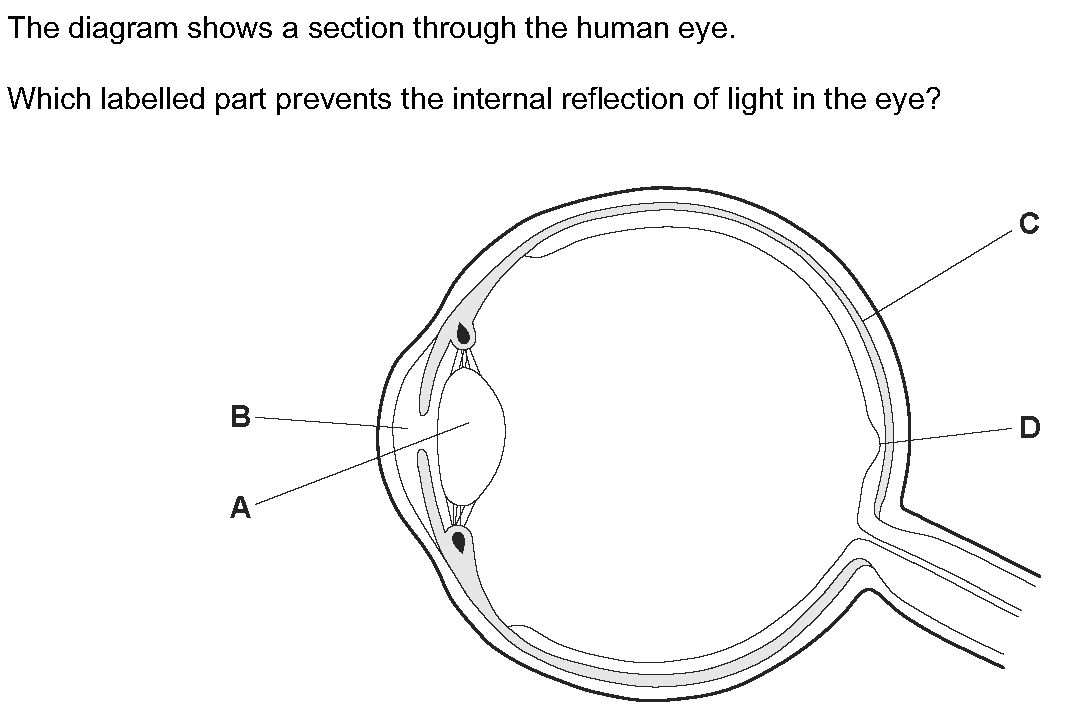 The diagram shows a section through the human eye.
Which labelled part prevents the internal reflection of light in the eye?
C
B
D
A